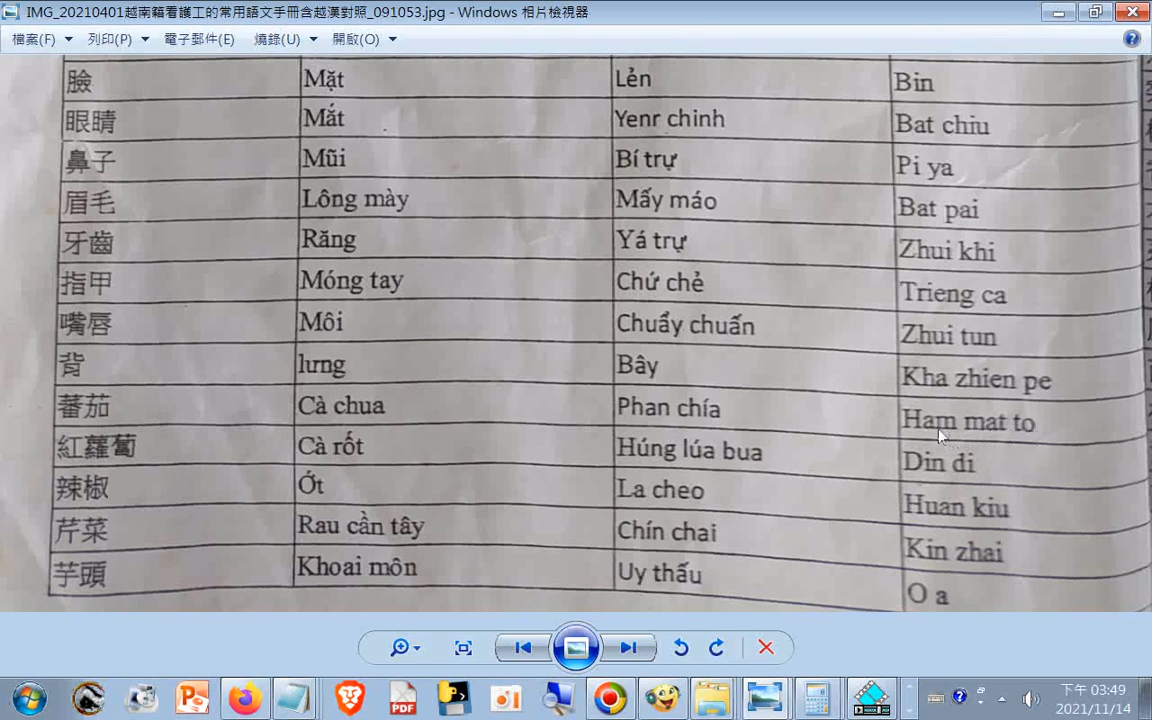 IMG_20210401越南籍看護工的常用語文手冊含越漢對照_091053.jpg - Windows 相片檢視器
檔案(F) 列印(P) 電子郵件(E) 燒錄(U) 開啟(O)
臉 Mặt Lẻn Bin
眼睛 Mắt Yenr chinh Bat chiu
鼻子 Mũi Bí trự Pi ya
眉毛 Lông mày Mấy máo Bat pai
牙齒 Răng Yá trự Zhui khi
指甲 Móng tay Chứ chẻ Trieng ca
嘴唇 Môi Chuẩy chuấn Zhui tun
背 lưng Bây Kha zhien pe
蕃茄 Cà chua Phan chía Ham mat to
紅蘿蔔 Cà rốt Húng lúa bua Din di
辣椒 Ớt La cheo Huan kiu
芹菜 Rau cần tây Chín chai Kin zhai
芋頭 Khoai môn Uy thấu O a
PDF
下午 03:49
2021/11/14